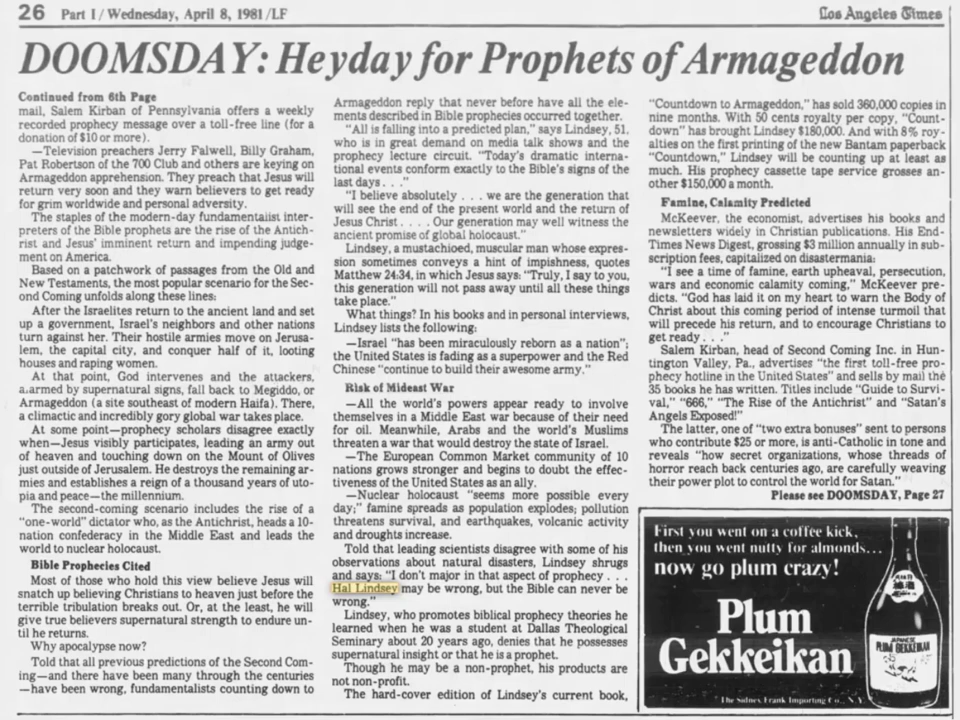 26 Part I/Wednesday, April 8, 1981/LF
Los Angeles Times
DOOMSDAY: Heyday for Prophets of Armageddon
Continued from 6th Page
mail, Salem Kirban of Pennsylvania offers a weekly
recorded prophecy message over a toll-free line (for a
donation of $10 or more).
—Television preachers Jerry Falwell, Billy Graham,
Pat Robertson of the 700 Club and others are keying on
Armageddon apprehension. They preach that Jesus will
return very soon and they warn believers to get ready
for grim worldwide and personal adversity.
The staples of the modern-day fundamentalist inter-
preters of the Bible prophets are the rise of the Antich-
rist and Jesus' imminent return and impending judge-
ment on America.
Based on a patchwork of passages from the Old and
New Testaments, the most popular scenario for the Sec-
ond Coming unfolds along these lines:
After the Israelites return to the ancient land and set
up a government, Israel's neighbors and other nations
turn against her. Their hostile armies move on Jerusa-
lem, the capital city, and conquer half of it, looting
houses and raping women.
At that point, God intervenes and the attackers,
alarmed by supernatural signs, fall back to Megiddo, or
Armageddon (a site southeast of modern Haifa). There,
a climactic and incredibly gory global war takes place.
At some point—prophecy scholars disagree exactly
when—Jesus visibly participates, leading an army out
of heaven and touching down on the Mount of Olives
just outside of Jerusalem. He destroys the remaining ar-
mies and establishes a reign of a thousand years of uto-
pia and peace—the millennium.
The second-coming scenario includes the rise of a
"one-world" dictator who, as the Antichrist, heads a 10-
nation confederacy in the Middle East and leads the
world to nuclear holocaust.
Bible Prophecies Cited
Most of those who hold this view believe Jesus will
snatch up believing Christians to heaven just before the
terrible tribulation breaks out. Or, at the least, he will
give true believers supernatural strength to endure un-
til he returns.
Why apocalypse now?
Told that all previous predictions of the Second Com-
ing—and there have been many through the centuries
—have been wrong, fundamentalists counting down to
Armageddon reply that never before have all the ele-
ments described in Bible prophecies occurred together.
"All is falling into a predicted plan," says Lindsey, 51,
who is in great demand on media talk shows and the
prophecy lecture circuit. "Today's dramatic interna-
tional events conform exactly to the Bible's signs of the
last days . . ."
"I believe absolutely . . . we are the generation that
will see the end of the present world and the return of
Jesus Christ . . . . Our generation may well witness the
ancient promise of global holocaust."
Lindsey, a mustachioed, muscular man whose expres-
sion sometimes conveys a hint of impishness, quotes
Matthew 24:34, in which Jesus says: "Truly, I say to you,
this generation will not pass away until all these things
take place."
What things? In his books and in personal interviews,
Lindsey lists the following:
—Israel "has been miraculously reborn as a nation";
the United States is fading as a superpower and the Red
Chinese "continue to build their awesome army."
Risk of Mideast War
—All the world's powers appear ready to involve
themselves in a Middle East war because of their need
for oil. Meanwhile, Arabs and the world's Muslims
threaten a war that would destroy the state of Israel.
—The European Common Market community of 10
nations grows stronger and begins to doubt the effec-
tiveness of the United States as an ally.
—Nuclear holocaust "seems more possible every
day;" famine spreads as population explodes; pollution
threatens survival, and earthquakes, volcanic activity
and droughts increase.
Told that leading scientists disagree with some of his
observations about natural disasters, Lindsey shrugs
and says: "I don't major in that aspect of prophecy . . .
Hal Lindsey may be wrong, but the Bible can never be
wrong."
Lindsey, who promotes biblical prophecy theories he
learned when he was a student at Dallas Theological
Seminary about 20 years ago, denies that he possesses
supernatural insight or that he is a prophet.
Though he may be a non-prophet, his products are
not non-profit.
The hard-cover edition of Lindsey's current book,
"Countdown to Armageddon," has sold 360,000 copies in
nine months. With 50 cents royalty per copy, "Count-
down" has brought Lindsey $180,000. And with 8% roy-
alties on the first printing of the new Bantam paperback
"Countdown," Lindsey will be counting up at least as
much. His prophecy cassette tape service grosses an-
other $150,000 a month.
Famine, Calamity Predicted
McKeever, the economist, advertises his books and
newsletters widely in Christian publications. His End-
Times News Digest, grossing $3 million annually in sub-
scription fees, capitalized on disastermania:
"I see a time of famine, earth upheaval, persecution,
wars and economic calamity coming," McKeever pre-
dicts. "God has laid it on my heart to warn the Body of
Christ about this coming period of intense turmoil that
will precede his return, and to encourage Christians to
get ready . . ."
Salem Kirban, head of Second Coming Inc. in Hun-
tington Valley, Pa., advertises "the first toll-free pro-
phecy hotline in the United States" and sells by mail the
35 books he has written. Titles include "Guide to Survi-
val," "666," "The Rise of the Antichrist" and "Satan's
Angels Exposed!"
The latter, one of "two extra bonuses" sent to persons
who contribute $25 or more, is anti-Catholic in tone and
reveals "how secret organizations, whose threads of
horror reach back centuries ago, are carefully weaving
their power plot to control the world for Satan."
Please see DOOMSDAY, Page 27
First you went on a coffee kick,
then you went nutty for almonds...
now go plum crazy!
Plum
Gekkeikan
The Sidney Frank Importing Co., N.Y.
JAPANESE
PLUM GEKKEIKAN